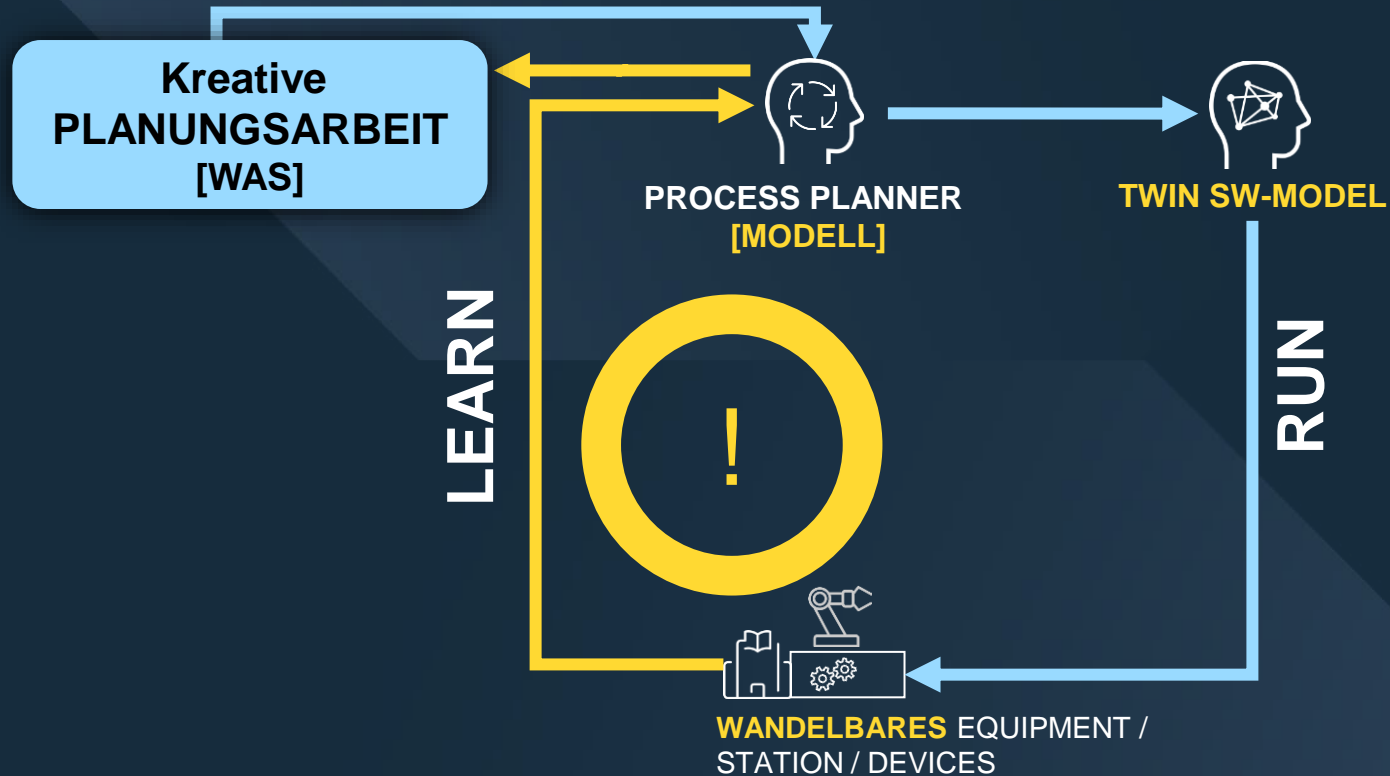 Kreative
PLANUNGSARBEIT
[WAS]
PROCESS PLANNER
[MODELL]
TWIN SW-MODEL
LEARN
!
RUN
WANDELBARES EQUIPMENT /
STATION / DEVICES